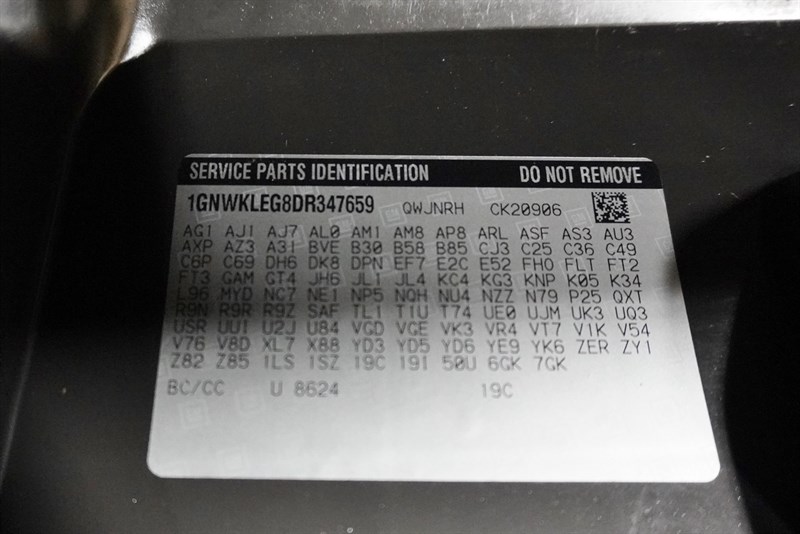 SERVICE PARTS IDENTIFICATION DO NOT REMOVE
1GNWKLEG8DR347659 QWJNRH CK20906
AG1 AJ1 AJ7 AL0 AM1 AM8 AP8 ARL ASF AS3 AU3
AXP AZ3 A31 BVE B30 B58 B85 CJ3 C25 C36 C49
C6P C69 DH6 DK8 DPN EF7 E2C E52 FHO FLT FT2
FT3 GAM GT4 JH6 JL1 JL4 KC4 KG3 KNP K05 K34
L96 MYD NC7 NE1 NP5 NQH NU4 NZZ N79 P25 QXT
R9N R9R R9Z SAF TL1 T1U T74 UE0 UJM UK3 UQ3
USR UU1 U2J U84 VGD VGE VK3 VR4 VT7 V1K V54
V76 V8D XL7 X88 YD3 YD5 YD6 YE9 YK6 ZER ZY1
Z82 Z85 1LS 1SZ 19C 19I 50U 6GK 7GK
BC/CC U 8624 19C